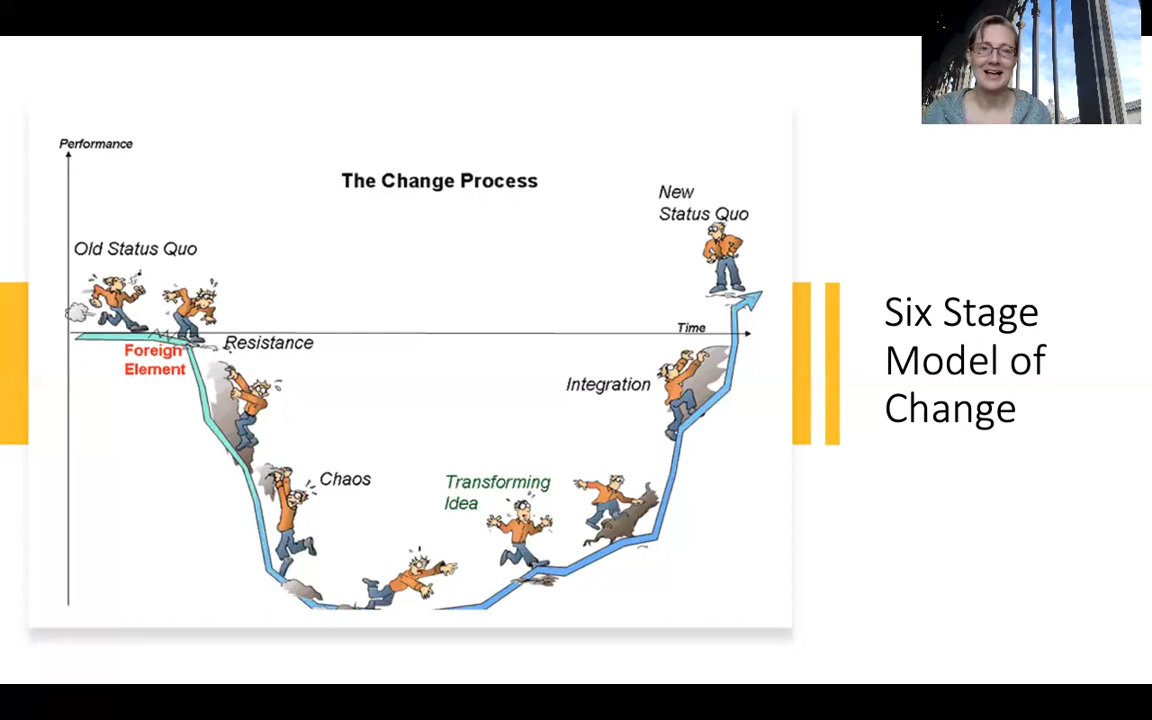 Performance
The Change Process
New
Status Quo
Old Status Quo
Time
Foreign
Element
Resistance
Integration
Chaos
Transforming
Idea
Six Stage
Model of
Change